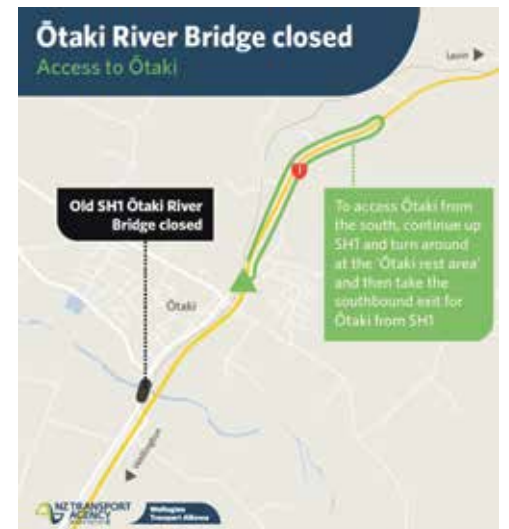 Ōtaki River Bridge closed
Access to Ōtaki
Levin
1
Old SH1 Ōtaki River
Bridge closed
To access Ōtaki from
the south, continue up
SH1 and turn around
at the 'Ōtaki rest area'
and then take the
southbound exit for
Ōtaki from SH1
Ōtaki
Wellington
NZ TRANSPORT
AGENCY
Wellington
Transport Alliance